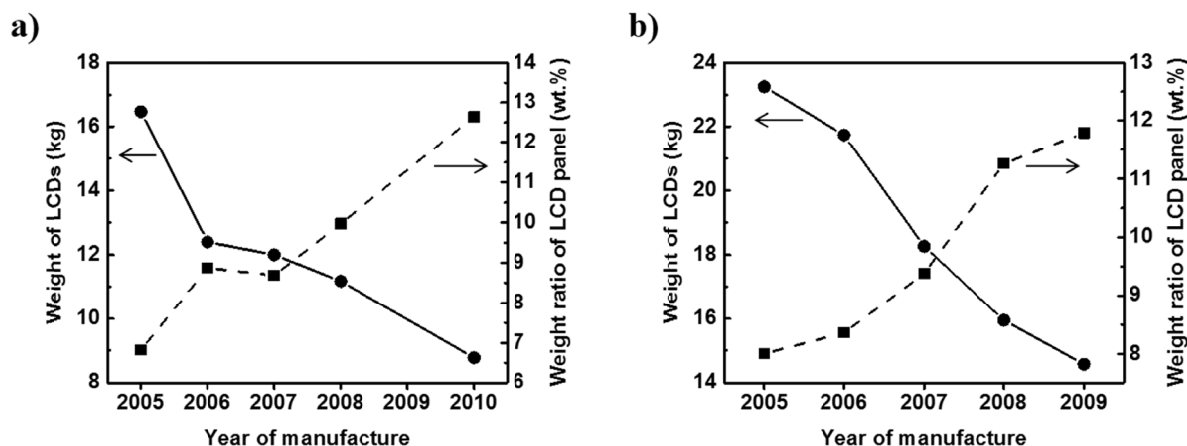 a)
Weight of LCDs (kg)
18
16
14
12
10
8
14
13
12
11
10
9
8
7
6
Weight ratio of LCD panel (wt.%)
2005 2006 2007 2008 2009 2010
Year of manufacture
b)
Weight of LCDs (kg)
24
22
20
18
16
14
13
12
11
10
9
8
Weight ratio of LCD panel (wt.%)
2005 2006 2007 2008 2009
Year of manufacture